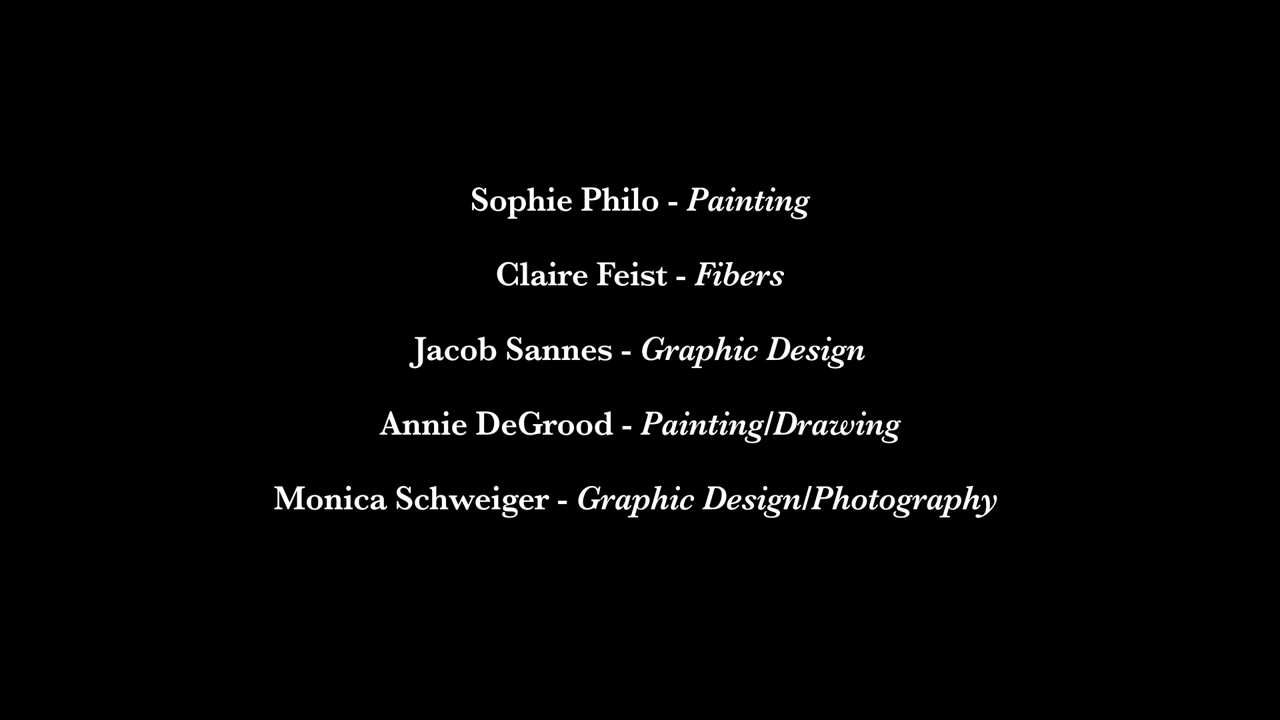 Sophie Philo - Painting
Claire Feist - Fibers
Jacob Sannes - Graphic Design
Annie DeGrood - Painting/Drawing
Monica Schweiger - Graphic Design/Photography